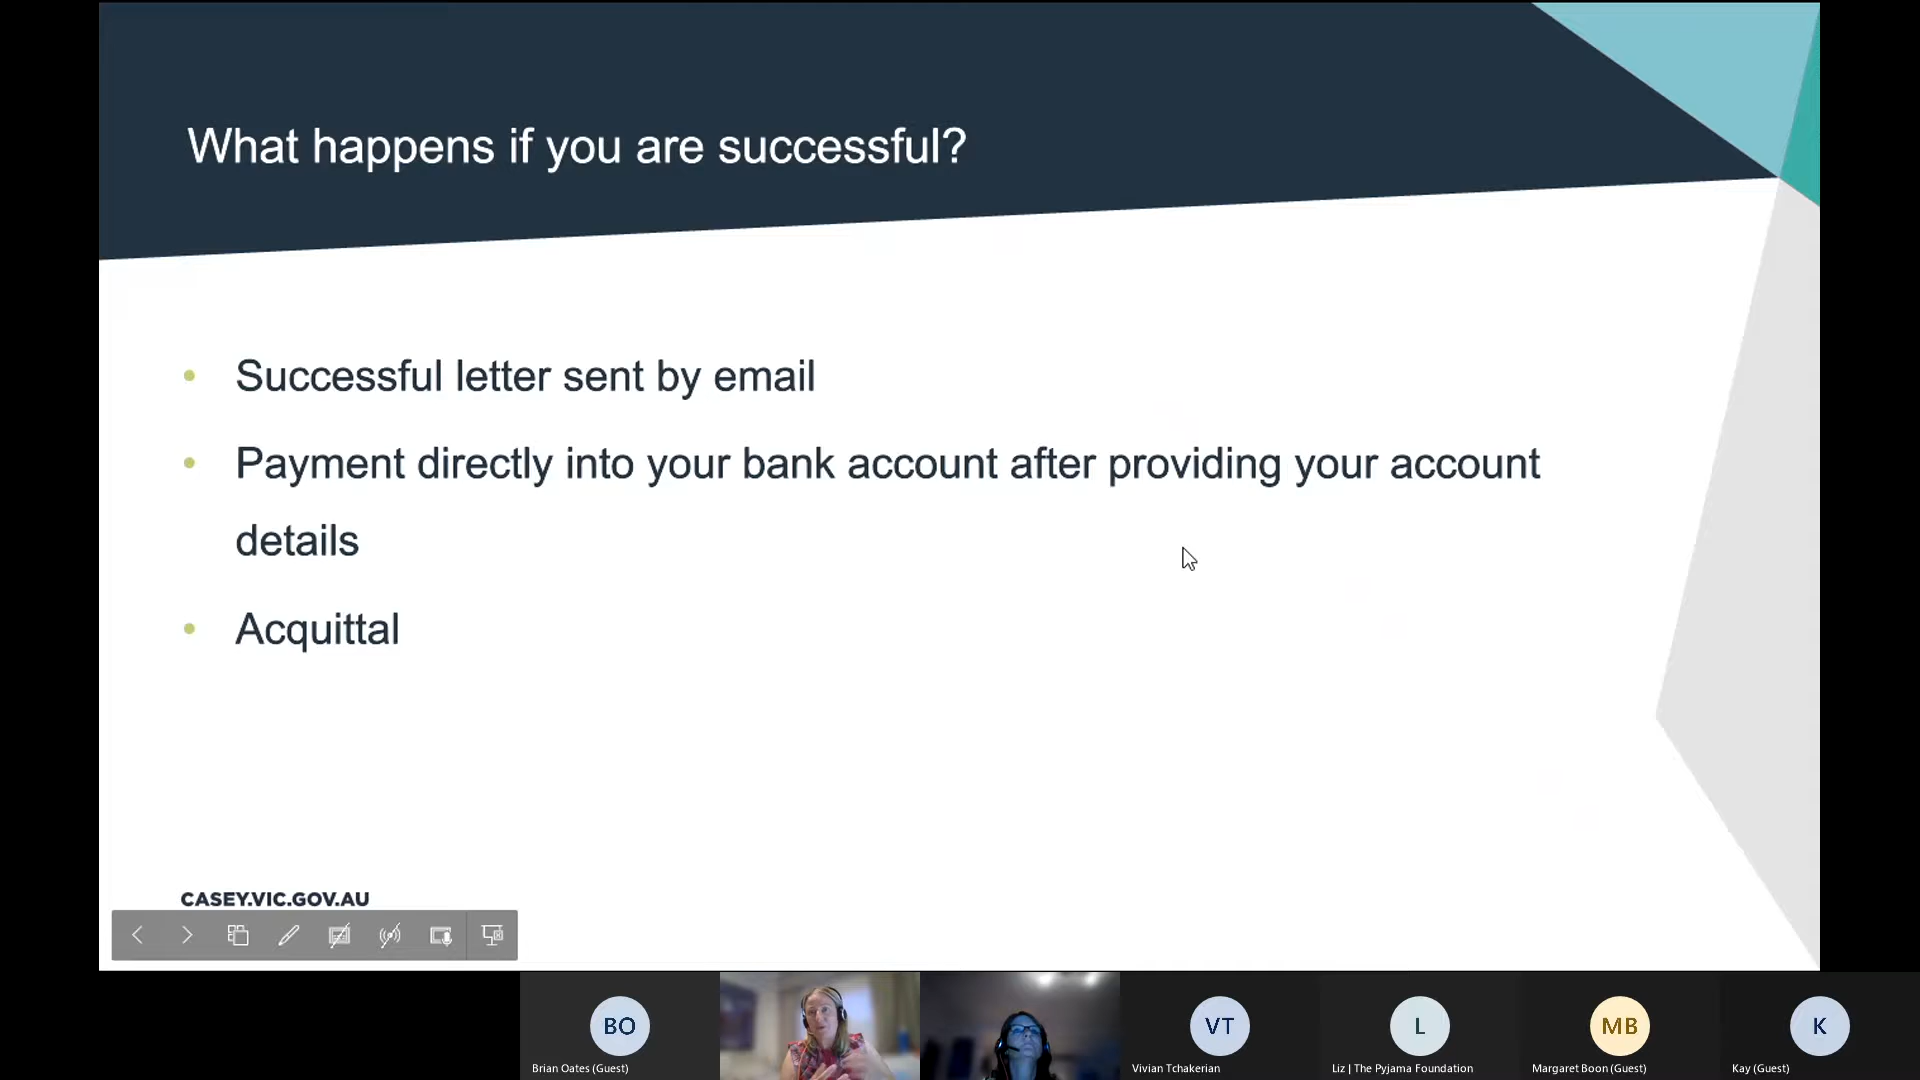 What happens if you are successful?
• Successful letter sent by email
• Payment directly into your bank account after providing your account
details
• Acquittal
CASEY.VIC.GOV.AU
BO
VT
L
MB
K
Brian Oates (Guest)
Vivian Tchakerian
Liz | The Pyjama Foundation
Margaret Boon (Guest)
Kay (Guest)